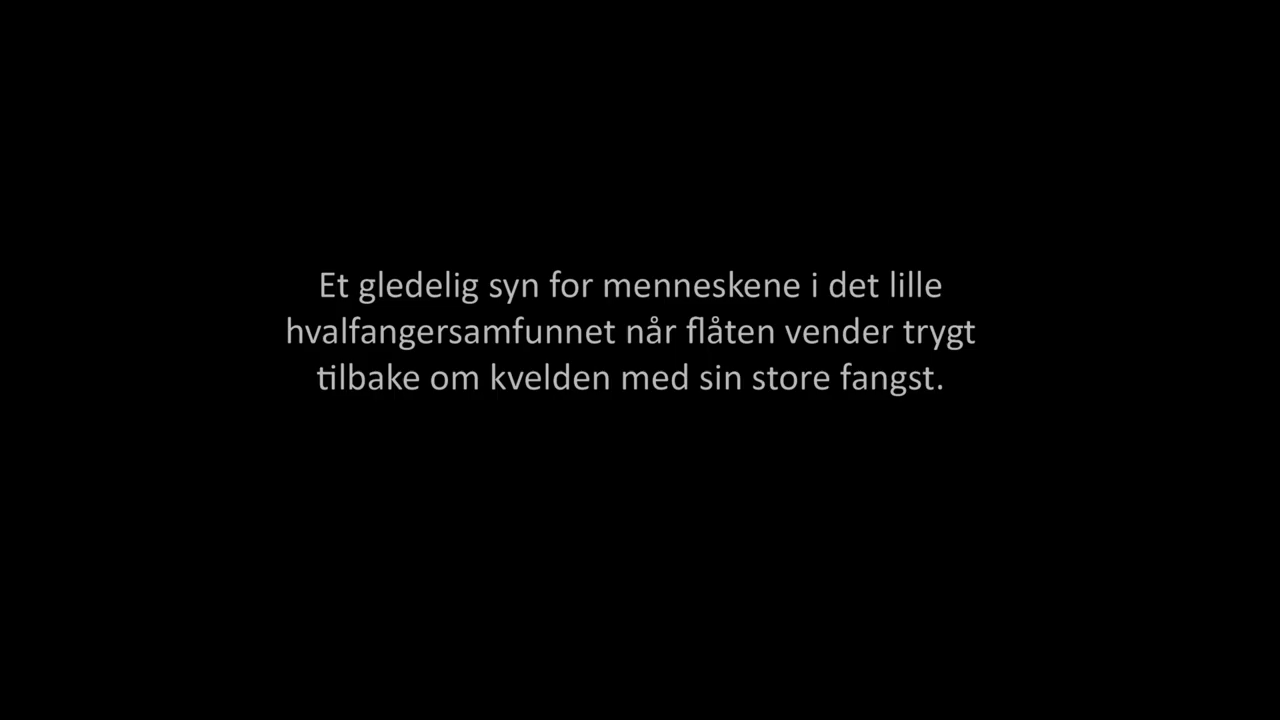 Et gledelig syn for menneskene i det lille
hvalfangersamfunnet når flåten vender trygt
tilbake om kvelden med sin store fangst.